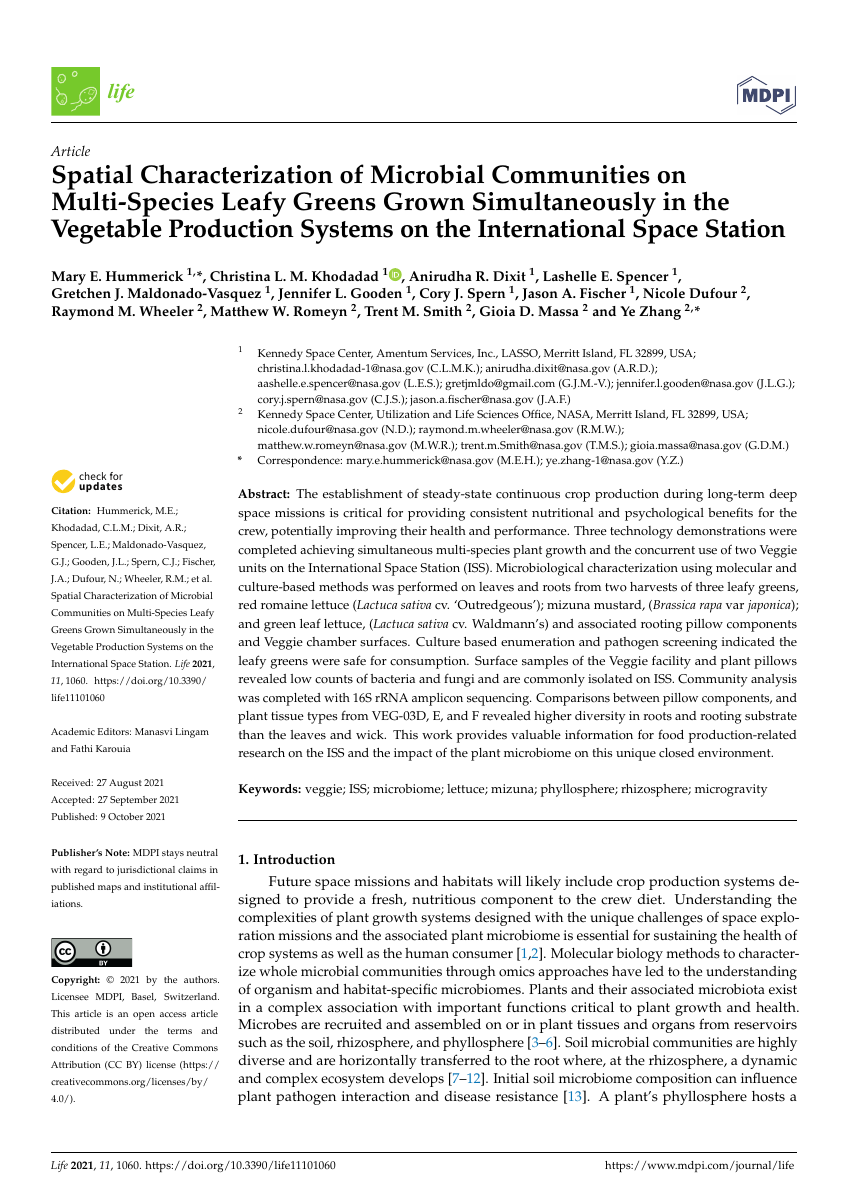 life
MDPI
Article
Spatial Characterization of Microbial Communities on
Multi-Species Leafy Greens Grown Simultaneously in the
Vegetable Production Systems on the International Space Station
Mary E. Hummerick 1,*, Christina L. M. Khodadad 1 iD, Anirudha R. Dixit 1, Lashelle E. Spencer 1,
Gretchen J. Maldonado-Vasquez 1, Jennifer L. Gooden 1, Cory J. Spern 1, Jason A. Fischer 1, Nicole Dufour 2,
Raymond M. Wheeler 2, Matthew W. Romeyn 2, Trent M. Smith 2, Gioia D. Massa 2 and Ye Zhang 2,*
1 Kennedy Space Center, Amentum Services, Inc., LASSO, Merritt Island, FL 32899, USA;
christina.l.khodadad-1@nasa.gov (C.L.M.K.); anirudha.dixit@nasa.gov (A.R.D.);
aashelle.e.spencer@nasa.gov (L.E.S.); gretjmldo@gmail.com (G.J.M.-V.); jennifer.l.gooden@nasa.gov (J.L.G.);
cory.j.spern@nasa.gov (C.J.S.); jason.a.fischer@nasa.gov (J.A.F.)
2 Kennedy Space Center, Utilization and Life Sciences Office, NASA, Merritt Island, FL 32899, USA;
nicole.dufour@nasa.gov (N.D.); raymond.m.wheeler@nasa.gov (R.M.W.);
matthew.w.romeyn@nasa.gov (M.W.R.); trent.m.Smith@nasa.gov (T.M.S.); gioia.massa@nasa.gov (G.D.M.)
* Correspondence: mary.e.hummerick@nasa.gov (M.E.H.); ye.zhang-1@nasa.gov (Y.Z.)
Abstract: The establishment of steady-state continuous crop production during long-term deep
space missions is critical for providing consistent nutritional and psychological benefits for the
crew, potentially improving their health and performance. Three technology demonstrations were
completed achieving simultaneous multi-species plant growth and the concurrent use of two Veggie
units on the International Space Station (ISS). Microbiological characterization using molecular and
culture-based methods was performed on leaves and roots from two harvests of three leafy greens,
red romaine lettuce (Lactuca sativa cv. ‘Outredgeous’); mizuna mustard, (Brassica rapa var japonica);
and green leaf lettuce, (Lactuca sativa cv. Waldmann’s) and associated rooting pillow components
and Veggie chamber surfaces. Culture based enumeration and pathogen screening indicated the
leafy greens were safe for consumption. Surface samples of the Veggie facility and plant pillows
revealed low counts of bacteria and fungi and are commonly isolated on ISS. Community analysis
was completed with 16S rRNA amplicon sequencing. Comparisons between pillow components, and
plant tissue types from VEG-03D, E, and F revealed higher diversity in roots and rooting substrate
than the leaves and wick. This work provides valuable information for food production-related
research on the ISS and the impact of the plant microbiome on this unique closed environment.
Keywords: veggie; ISS; microbiome; lettuce; mizuna; phyllosphere; rhizosphere; microgravity
check for
updates
Citation: Hummerick, M.E.;
Khodadad, C.L.M.; Dixit, A.R.;
Spencer, L.E.; Maldonado-Vasquez,
G.J.; Gooden, J.L.; Spern, C.J.; Fischer,
J.A.; Dufour, N.; Wheeler, R.M.; et al.
Spatial Characterization of Microbial
Communities on Multi-Species Leafy
Greens Grown Simultaneously in the
Vegetable Production Systems on the
International Space Station. Life 2021,
11, 1060. https://doi.org/10.3390/
life11101060
Academic Editors: Manasvi Lingam
and Fathi Karouia
Received: 27 August 2021
Accepted: 27 September 2021
Published: 9 October 2021
Publisher’s Note: MDPI stays neutral
with regard to jurisdictional claims in
published maps and institutional affil-
iations.
CC BY
Copyright: © 2021 by the authors.
Licensee MDPI, Basel, Switzerland.
This article is an open access article
distributed under the terms and
conditions of the Creative Commons
Attribution (CC BY) license (https://
creativecommons.org/licenses/by/
4.0/).
1. Introduction
Future space missions and habitats will likely include crop production systems de-
signed to provide a fresh, nutritious component to the crew diet. Understanding the
complexities of plant growth systems designed with the unique challenges of space explo-
ration missions and the associated plant microbiome is essential for sustaining the health of
crop systems as well as the human consumer [1,2]. Molecular biology methods to character-
ize whole microbial communities through omics approaches have led to the understanding
of organism and habitat-specific microbiomes. Plants and their associated microbiota exist
in a complex association with important functions critical to plant growth and health.
Microbes are recruited and assembled on or in plant tissues and organs from reservoirs
such as the soil, rhizosphere, and phyllosphere [3–6]. Soil microbial communities are highly
diverse and are horizontally transferred to the root where, at the rhizosphere, a dynamic
and complex ecosystem develops [7–12]. Initial soil microbiome composition can influence
plant pathogen interaction and disease resistance [13]. A plant’s phyllosphere hosts a
Life 2021, 11, 1060. https://doi.org/10.3390/life11101060
https://www.mdpi.com/journal/life